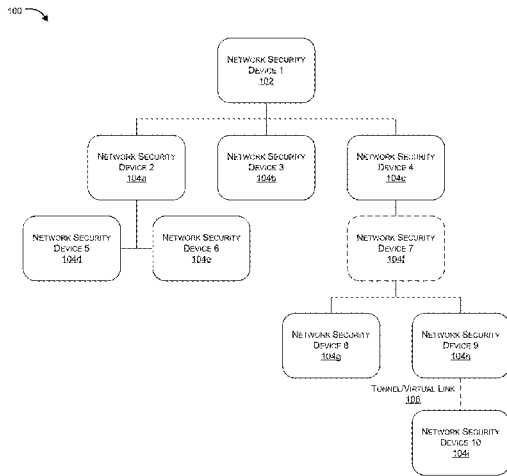 100
NETWORK SECURITY
DEVICE 1
102
NETWORK SECURITY
DEVICE 2
104a
NETWORK SECURITY
DEVICE 3
104b
NETWORK SECURITY
DEVICE 4
104c
NETWORK SECURITY
DEVICE 5
104d
NETWORK SECURITY
DEVICE 6
104e
NETWORK SECURITY
DEVICE 7
104f
NETWORK SECURITY
DEVICE 8
104g
NETWORK SECURITY
DEVICE 9
104h
TUNNEL/VIRTUAL LINK
106
NETWORK SECURITY
DEVICE 10
104i